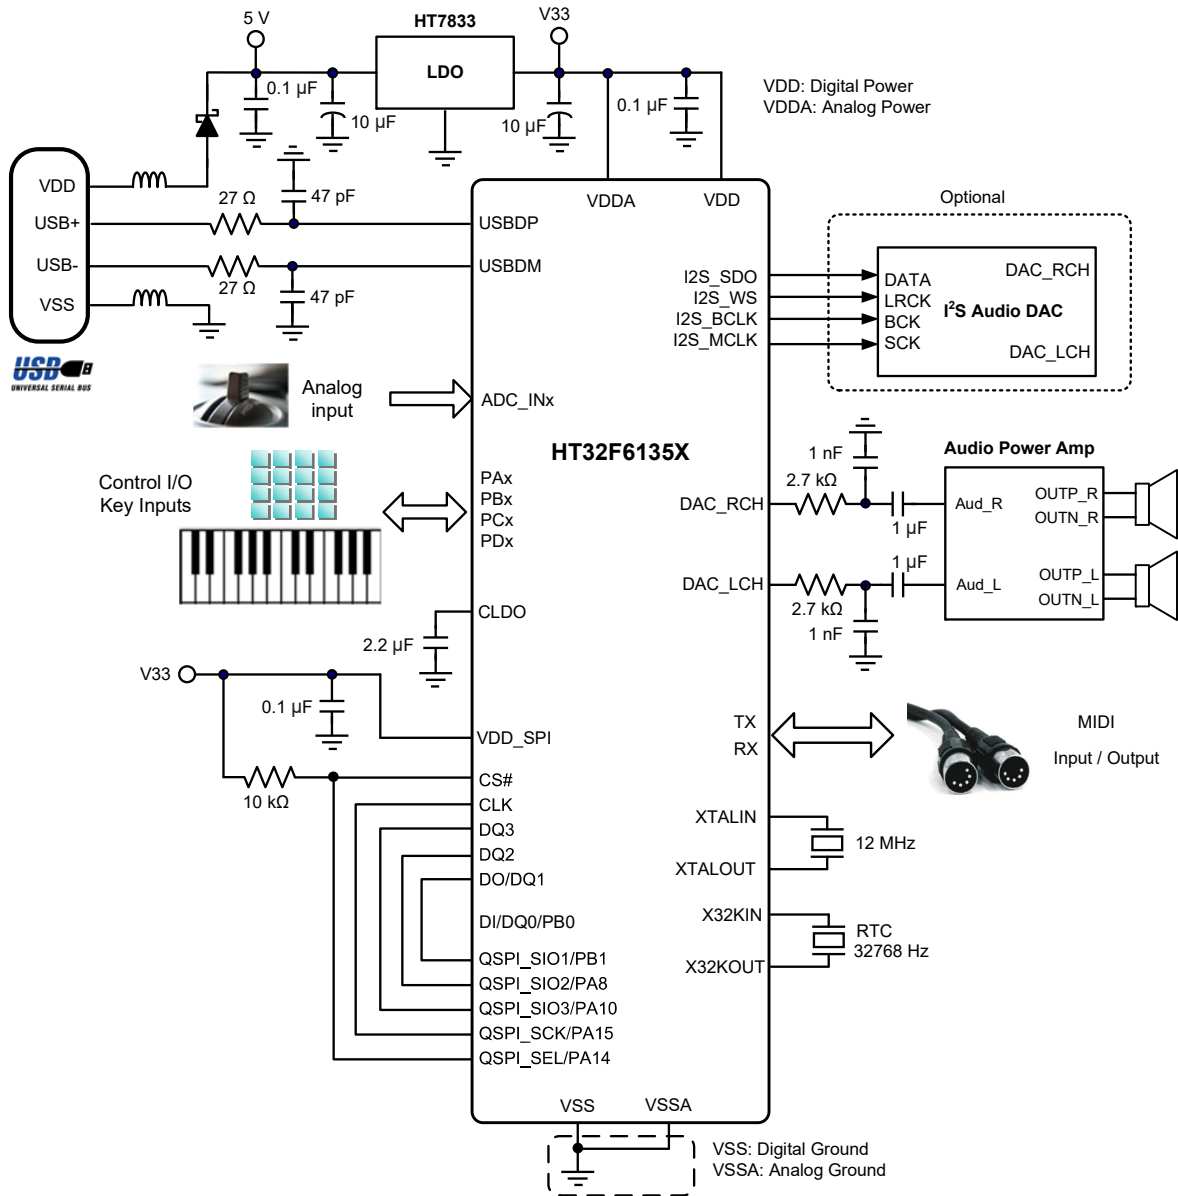 5 V
HT7833
V33
LDO
0.1 µF
10 µF
10 µF
0.1 µF
VDD: Digital Power
VDDA: Analog Power
VDD
USB+
USB-
VSS
27 Ω
47 pF
27 Ω
47 pF
USB
UNIVERSAL SERIAL BUS
VDDA
VDD
USBDP
USBDM
Optional
I2S_SDO
I2S_WS
I2S_BCLK
I2S_MCLK
DATA
LRCK
BCK
SCK
DAC_RCH
I²S Audio DAC
DAC_LCH
Analog
input
ADC_INx
HT32F6135X
Control I/O
Key Inputs
PAx
PBx
PCx
PDx
DAC_RCH
2.7 kΩ
1 nF
1 µF
Audio Power Amp
Aud_R
OUTP_R
OUTN_R
DAC_LCH
2.7 kΩ
1 nF
1 µF
Aud_L
OUTP_L
OUTN_L
CLDO
2.2 µF
V33
0.1 µF
VDD_SPI
10 kΩ
CS#
CLK
DQ3
DQ2
DO/DQ1
DI/DQ0/PB0
QSPI_SIO1/PB1
QSPI_SIO2/PA8
QSPI_SIO3/PA10
QSPI_SCK/PA15
QSPI_SEL/PA14
TX
RX
MIDI
Input / Output
XTALIN
12 MHz
XTALOUT
X32KIN
RTC
32768 Hz
X32KOUT
VSS
VSSA
VSS: Digital Ground
VSSA: Analog Ground